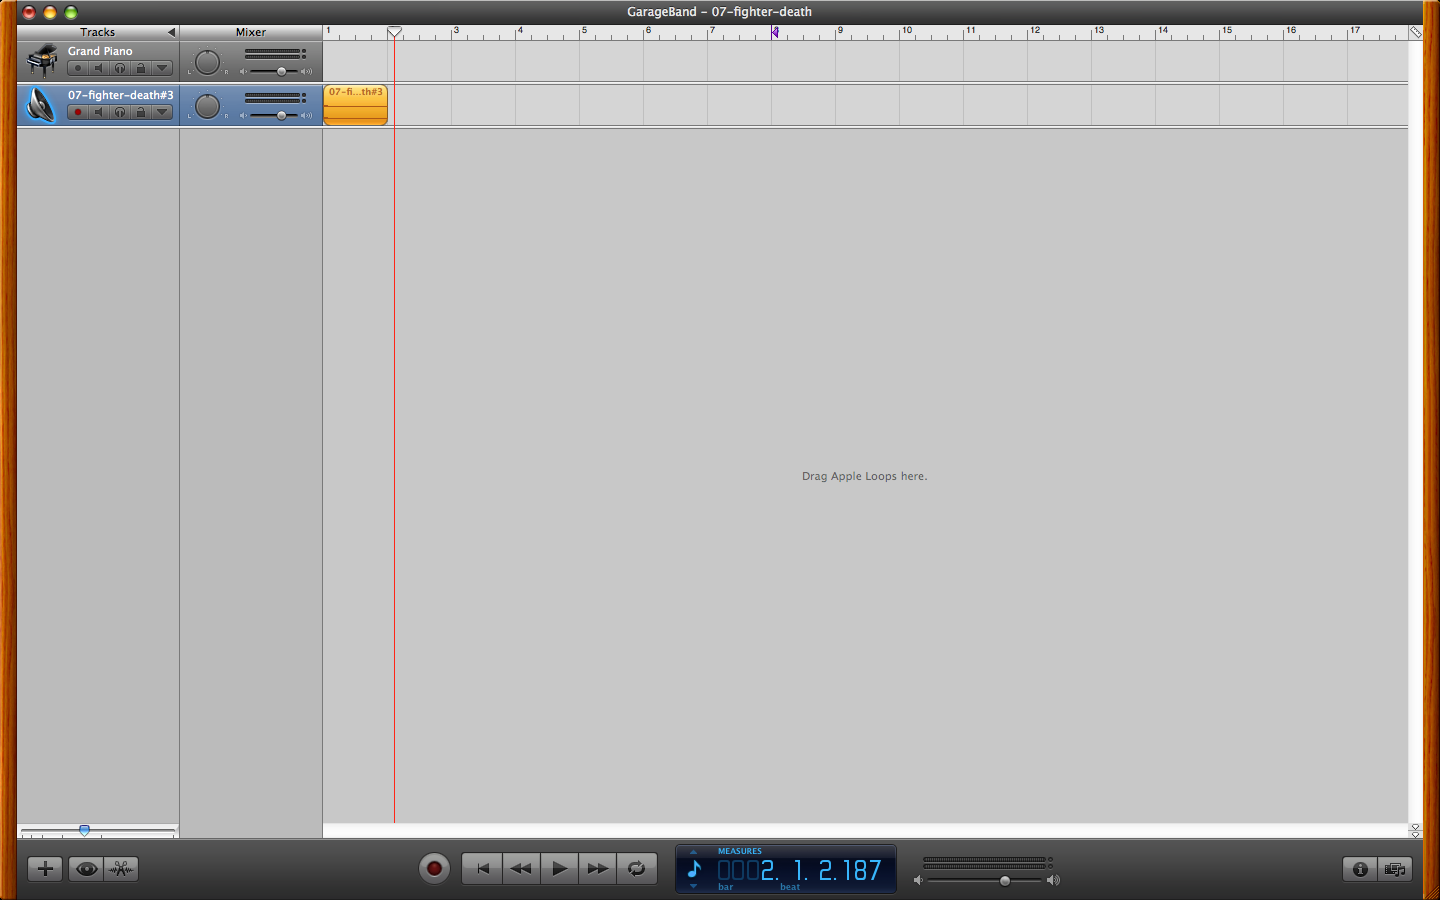 GarageBand – 07-fighter-death
Tracks
Mixer
1 3 4 5 6 7 8 9 10 11 12 13 14 15 16 17
Grand Piano
L R
07-fighter-death#3
L R
07-fi...th#3
Drag Apple Loops here.
MEASURES
0002. 1. 2.187
bar beat